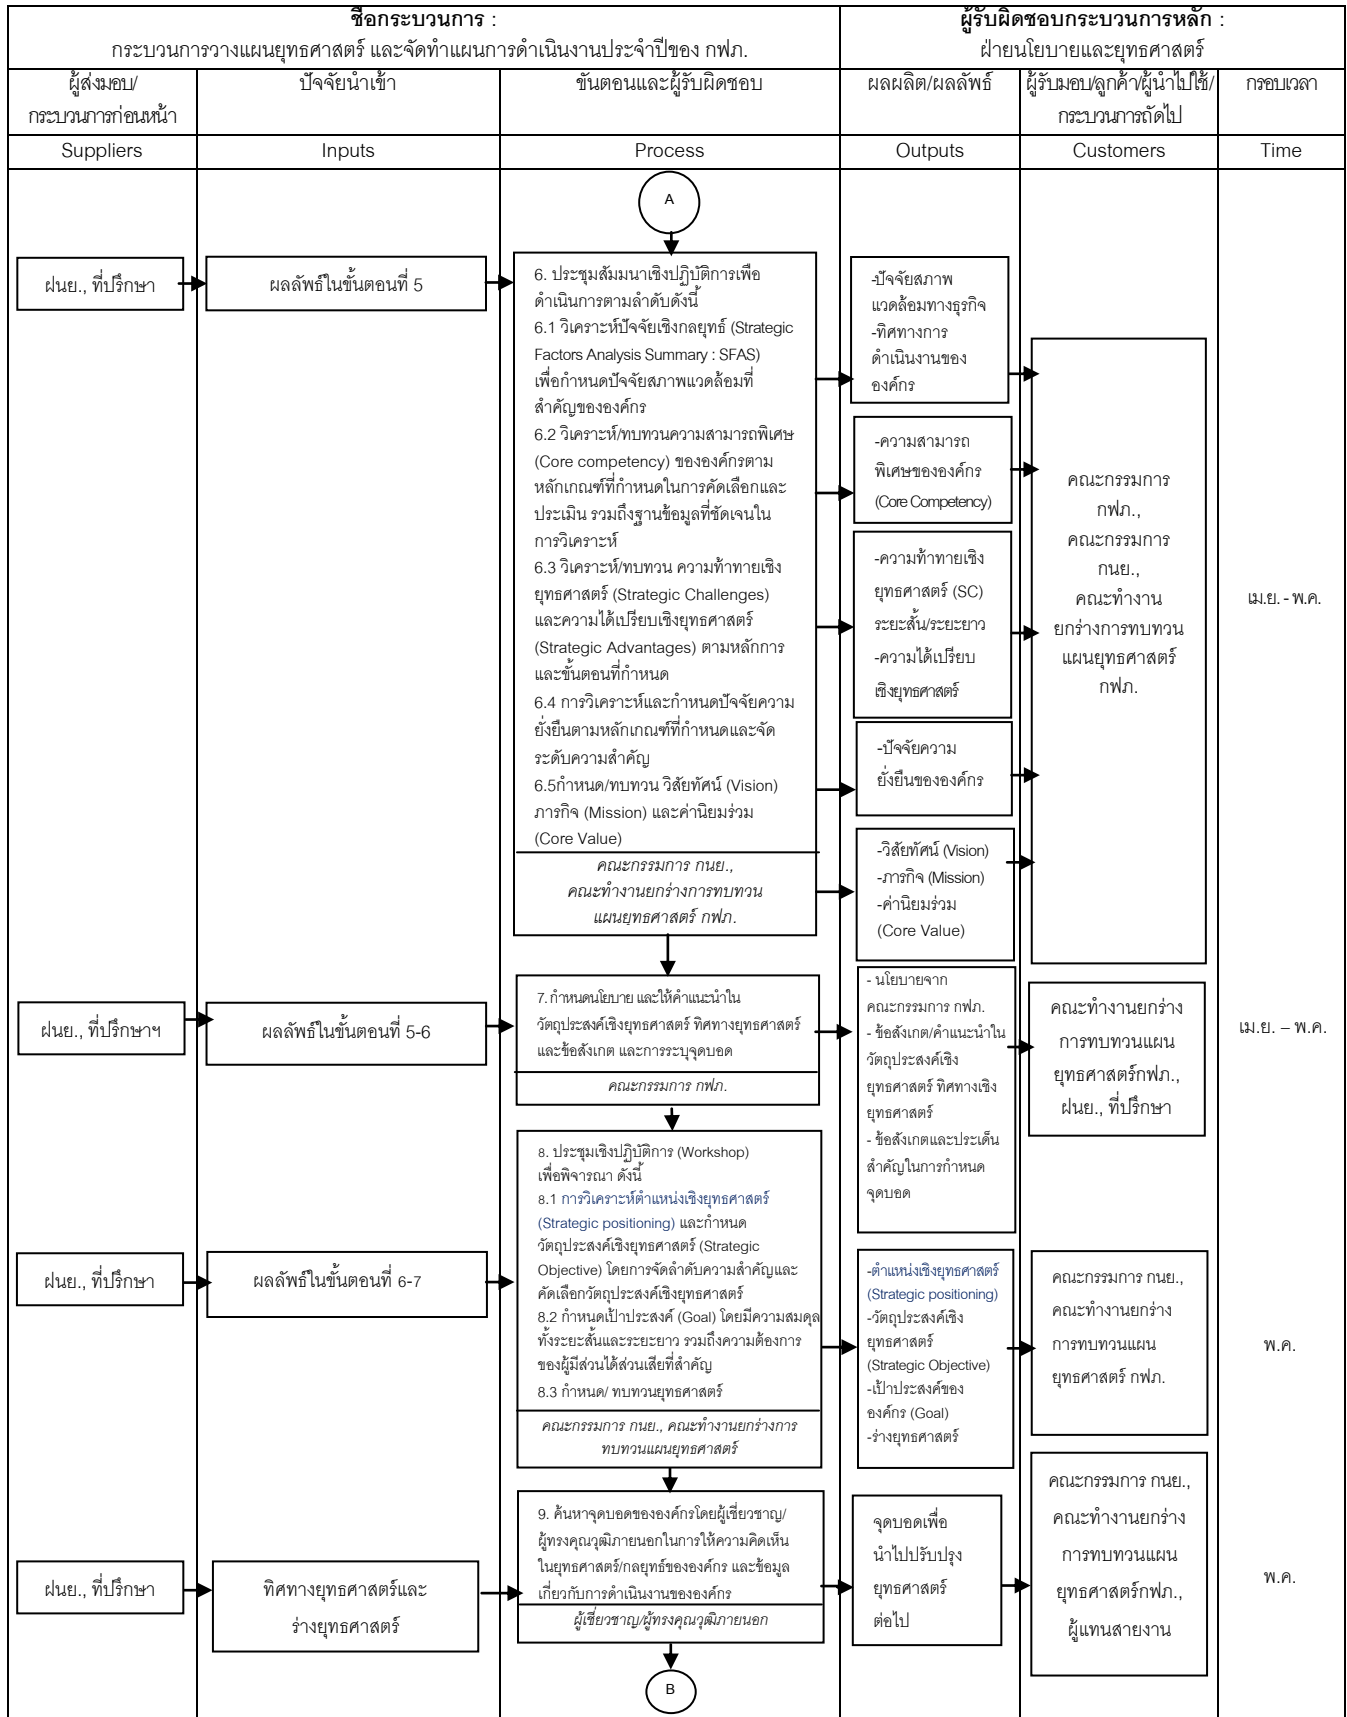 ชื่อกระบวนการ :
กระบวนการวางแผนยุทธศาสตร์ และจัดทำแผนการดำเนินงานประจำปีของ กฟภ.
ผู้รับผิดชอบกระบวนการหลัก :
ฝ่ายนโยบายและยุทธศาสตร์
ผู้ส่งมอบ/
กระบวนการก่อนหน้า
ปัจจัยนำเข้า
ขั้นตอนและผู้รับผิดชอบ
ผลผลิต/ผลลัพธ์
ผู้รับมอบ/ลูกค้า/ผู้นำไปใช้/
กระบวนการถัดไป
กรอบเวลา
Suppliers
Inputs
Process
Outputs
Customers
Time
A
ฝนย., ที่ปรึกษา
ผลลัพธ์ในขั้นตอนที่ 5
6. ประชุมสัมมนาเชิงปฏิบัติการเพื่อ
ดำเนินการตามลำดับดังนี้
6.1 วิเคราะห์ปัจจัยเชิงกลยุทธ์ (Strategic
Factors Analysis Summary : SFAS)
เพื่อกำหนดปัจจัยสภาพแวดล้อมที่
สำคัญขององค์กร
6.2 วิเคราะห์/ทบทวนความสามารถพิเศษ
(Core competency) ขององค์กรตาม
หลักเกณฑ์ที่กำหนดในการคัดเลือกและ
ประเมิน รวมถึงฐานข้อมูลที่ชัดเจนใน
การวิเคราะห์
6.3 วิเคราะห์/ทบทวน ความท้าทายเชิง
ยุทธศาสตร์ (Strategic Challenges)
และความได้เปรียบเชิงยุทธศาสตร์
(Strategic Advantages) ตามหลักการ
และขั้นตอนที่กำหนด
6.4 การวิเคราะห์และกำหนดปัจจัยความ
ยั่งยืนตามหลักเกณฑ์ที่กำหนดและจัด
ระดับความสำคัญ
6.5กำหนด/ทบทวน วิสัยทัศน์ (Vision)
ภารกิจ (Mission) และค่านิยมร่วม
(Core Value)
คณะกรรมการ กนย.,
คณะทำงานยกร่างการทบทวน
แผนยุทธศาสตร์ กฟภ.
-ปัจจัยสภาพ
แวดล้อมทางธุรกิจ
-ทิศทางการ
ดำเนินงานของ
องค์กร
-ความสามารถ
พิเศษขององค์กร
(Core Competency)
-ความท้าทายเชิง
ยุทธศาสตร์ (SC)
ระยะสั้น/ระยะยาว
-ความได้เปรียบ
เชิงยุทธศาสตร์
-ปัจจัยความ
ยั่งยืนขององค์กร
-วิสัยทัศน์ (Vision)
-ภารกิจ (Mission)
-ค่านิยมร่วม
(Core Value)
คณะกรรมการ
กฟภ.,
คณะกรรมการ
กนย.,
คณะทำงาน
ยกร่างการทบทวน
แผนยุทธศาสตร์
กฟภ.
เม.ย. - พ.ค.
ฝนย., ที่ปรึกษาฯ
ผลลัพธ์ในขั้นตอนที่ 5-6
7. กำหนดนโยบาย และให้คำแนะนำใน
วัตถุประสงค์เชิงยุทธศาสตร์ ทิศทางยุทธศาสตร์
และข้อสังเกต และการระบุจุดบอด
คณะกรรมการ กฟภ.
- นโยบายจาก
คณะกรรมการ กฟภ.
- ข้อสังเกต/คำแนะนำใน
วัตถุประสงค์เชิง
ยุทธศาสตร์ ทิศทางเชิง
ยุทธศาสตร์
- ข้อสังเกตและประเด็น
สำคัญในการกำหนด
จุดบอด
คณะทำงานยกร่าง
การทบทวนแผน
ยุทธศาสตร์กฟภ.,
ฝนย., ที่ปรึกษา
เม.ย. – พ.ค.
ฝนย., ที่ปรึกษา
ผลลัพธ์ในขั้นตอนที่ 6-7
8. ประชุมเชิงปฏิบัติการ (Workshop)
เพื่อพิจารณา ดังนี้
8.1 การวิเคราะห์ตำแหน่งเชิงยุทธศาสตร์
(Strategic positioning) และกำหนด
วัตถุประสงค์เชิงยุทธศาสตร์ (Strategic
Objective) โดยการจัดลำดับความสำคัญและ
คัดเลือกวัตถุประสงค์เชิงยุทธศาสตร์
8.2 กำหนดเป้าประสงค์ (Goal) โดยมีความสมดุล
ทั้งระยะสั้นและระยะยาว รวมถึงความต้องการ
ของผู้มีส่วนได้ส่วนเสียที่สำคัญ
8.3 กำหนด/ ทบทวนยุทธศาสตร์
คณะกรรมการ กนย., คณะทำงานยกร่างการ
ทบทวนแผนยุทธศาสตร์
-ตำแหน่งเชิงยุทธศาสตร์
(Strategic positioning)
-วัตถุประสงค์เชิง
ยุทธศาสตร์
(Strategic Objective)
-เป้าประสงค์ของ
องค์กร (Goal)
-ร่างยุทธศาสตร์
คณะกรรมการ กนย.,
คณะทำงานยกร่าง
การทบทวนแผน
ยุทธศาสตร์ กฟภ.
พ.ค.
ฝนย., ที่ปรึกษา
ทิศทางยุทธศาสตร์และ
ร่างยุทธศาสตร์
9. ค้นหาจุดบอดขององค์กรโดยผู้เชี่ยวชาญ/
ผู้ทรงคุณวุฒิภายนอกในการให้ความคิดเห็น
ในยุทธศาสตร์/กลยุทธ์ขององค์กร และข้อมูล
เกี่ยวกับการดำเนินงานขององค์กร
ผู้เชี่ยวชาญ/ผู้ทรงคุณวุฒิภายนอก
จุดบอดเพื่อ
นำไปปรับปรุง
ยุทธศาสตร์
ต่อไป
คณะกรรมการ กนย.,
คณะทำงานยกร่าง
การทบทวนแผน
ยุทธศาสตร์กฟภ.,
ผู้แทนสายงาน
พ.ค.
B